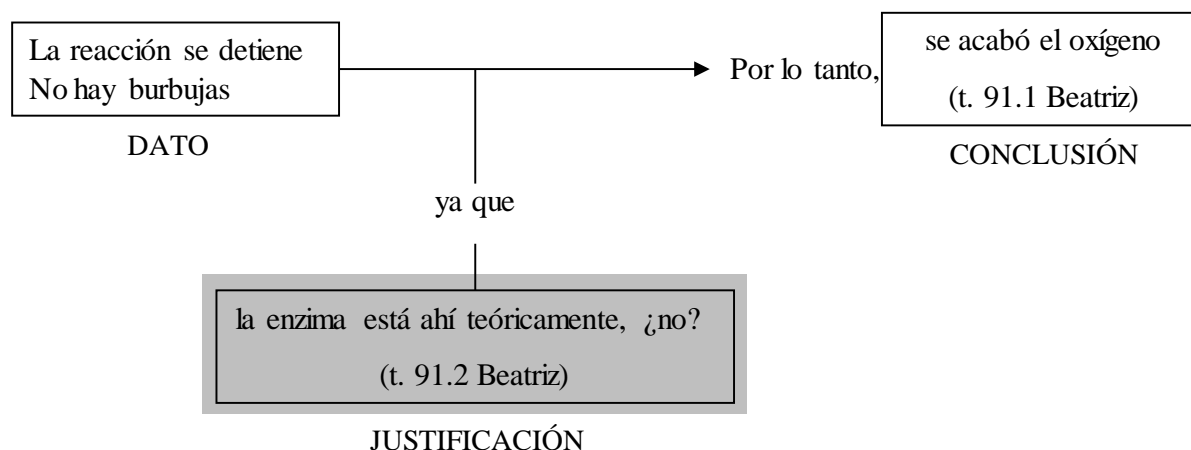 La reacción se detiene
No hay burbujas
DATO
Por lo tanto,
se acabó el oxígeno
(t. 91.1 Beatriz)
CONCLUSIÓN
ya que
la enzima está ahí teóricamente, ¿no?
(t. 91.2 Beatriz)
JUSTIFICACIÓN